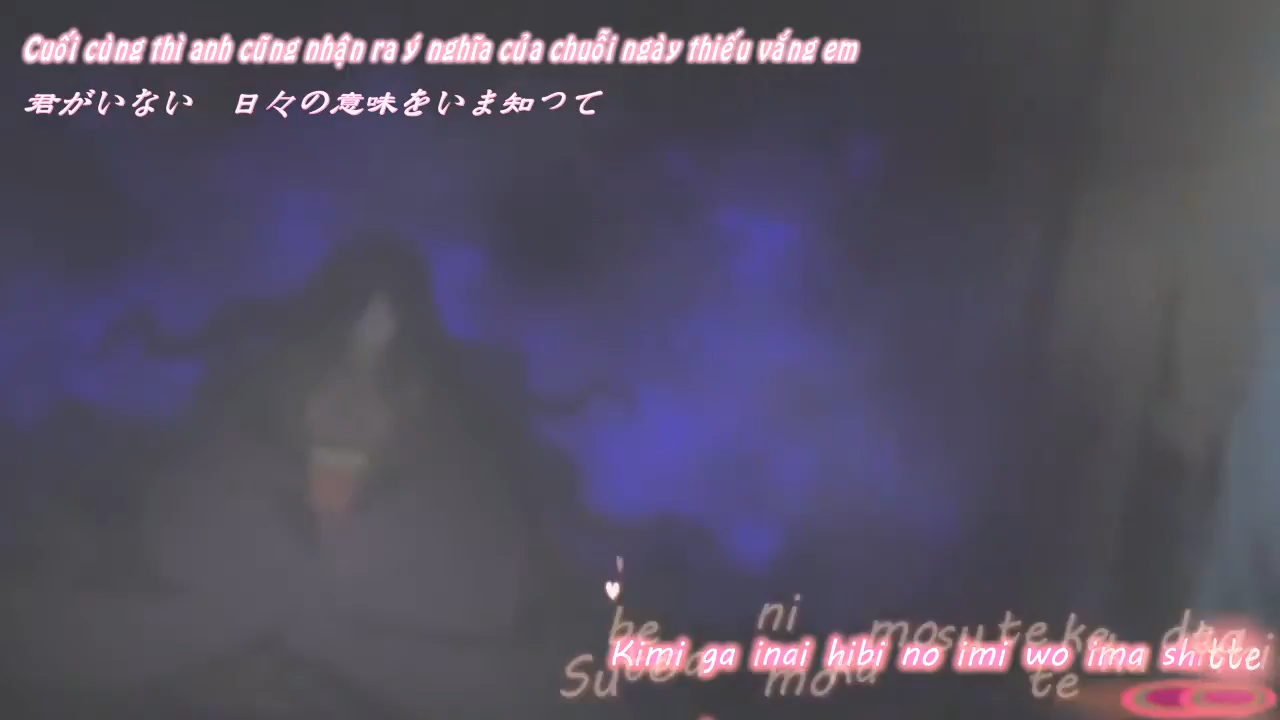 Cuối cùng thì anh cũng nhận ra ý nghĩa của chuỗi ngày thiếu vắng em
君がいない 日々の意味をいま知つて
Kimi ga inai hibi no imi wo ima shitte